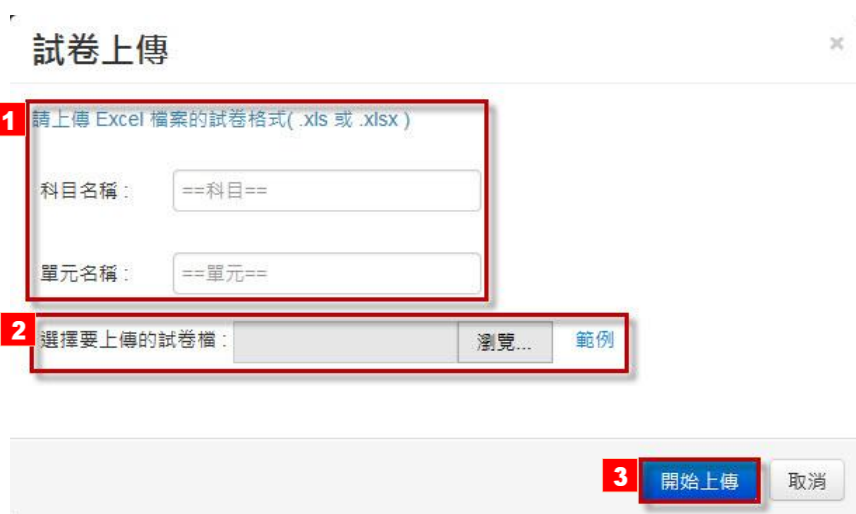 試卷上傳
×
1
請上傳 Excel 檔案的試卷格式( .xls 或 .xlsx )
科目名稱 :
==科目==
單元名稱 :
==單元==
2
選擇要上傳的試卷檔 :
瀏覽...
範例
3
開始上傳
取消